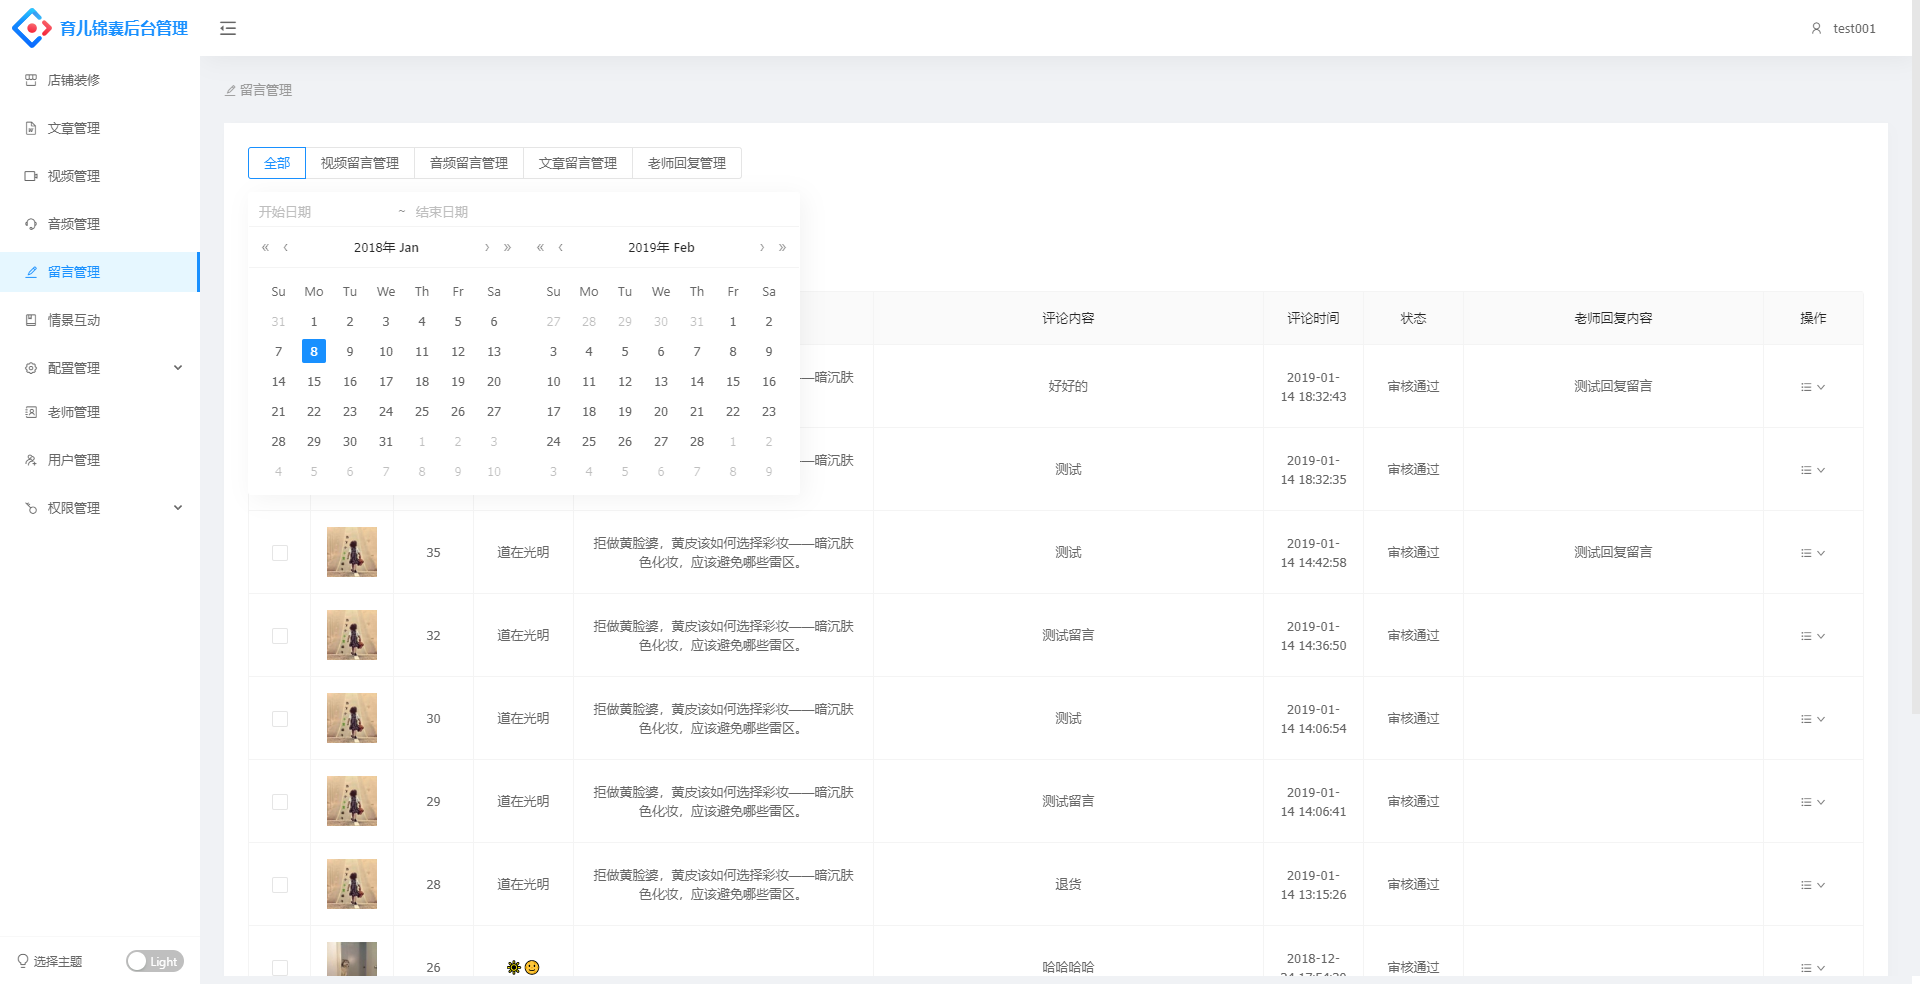 育儿锦囊后台管理
test001
店铺装修
文章管理
视频管理
音频管理
留言管理
情景互动
配置管理
老师管理
用户管理
权限管理
选择主题
Light
留言管理
全部 视频留言管理 音频留言管理 文章留言管理 老师回复管理
开始日期 ~ 结束日期
« ‹ 2018年 Jan › »
Su Mo Tu We Th Fr Sa
31 1 2 3 4 5 6
7 8 9 10 11 12 13
14 15 16 17 18 19 20
21 22 23 24 25 26 27
28 29 30 31 1 2 3
4 5 6 7 8 9 10
« ‹ 2019年 Feb › »
Su Mo Tu We Th Fr Sa
27 28 29 30 31 1 2
3 4 5 6 7 8 9
10 11 12 13 14 15 16
17 18 19 20 21 22 23
24 25 26 27 28 1 2
3 4 5 6 7 8 9
评论内容 评论时间 状态 老师回复内容 操作
——暗沉肤
好好的
2019-01-
14 18:32:43
审核通过
测试回复留言
——暗沉肤
测试
2019-01-
14 18:32:35
审核通过
35
道在光明
拒做黄脸婆，黄皮该如何选择彩妆——暗沉肤
色化妆，应该避免哪些雷区。
测试
2019-01-
14 14:42:58
审核通过
测试回复留言
32
道在光明
拒做黄脸婆，黄皮该如何选择彩妆——暗沉肤
色化妆，应该避免哪些雷区。
测试留言
2019-01-
14 14:36:50
审核通过
30
道在光明
拒做黄脸婆，黄皮该如何选择彩妆——暗沉肤
色化妆，应该避免哪些雷区。
测试
2019-01-
14 14:06:54
审核通过
29
道在光明
拒做黄脸婆，黄皮该如何选择彩妆——暗沉肤
色化妆，应该避免哪些雷区。
测试留言
2019-01-
14 14:06:41
审核通过
28
道在光明
拒做黄脸婆，黄皮该如何选择彩妆——暗沉肤
色化妆，应该避免哪些雷区。
退货
2019-01-
14 13:15:26
审核通过
26
哈哈哈哈
2018-12-
审核通过